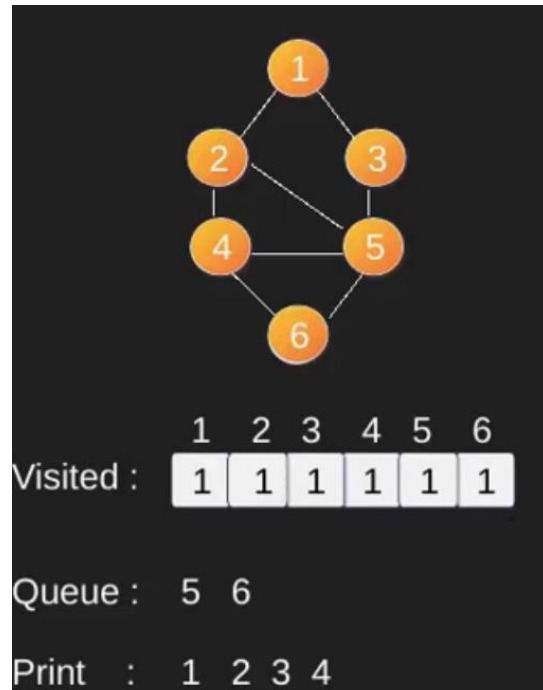 1
2 3
4 5
6
1 2 3 4 5 6
Visited : 1 1 1 1 1 1
Queue : 5 6
Print : 1 2 3 4